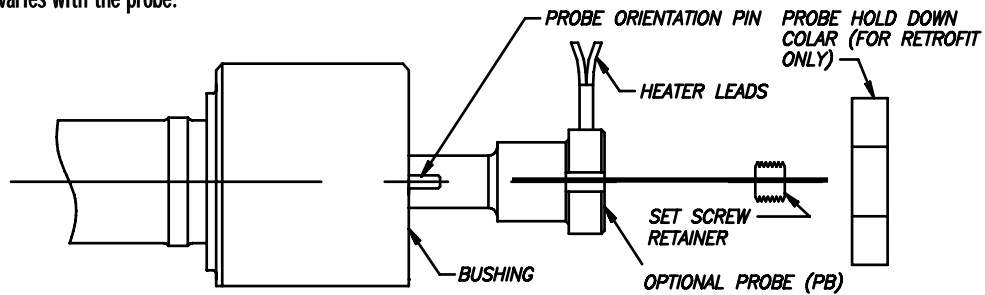 varies with the probe.
PROBE ORIENTATION PIN
PROBE HOLD DOWN
COLAR (FOR RETROFIT
ONLY)
HEATER LEADS
SET SCREW
RETAINER
BUSHING
OPTIONAL PROBE (PB)